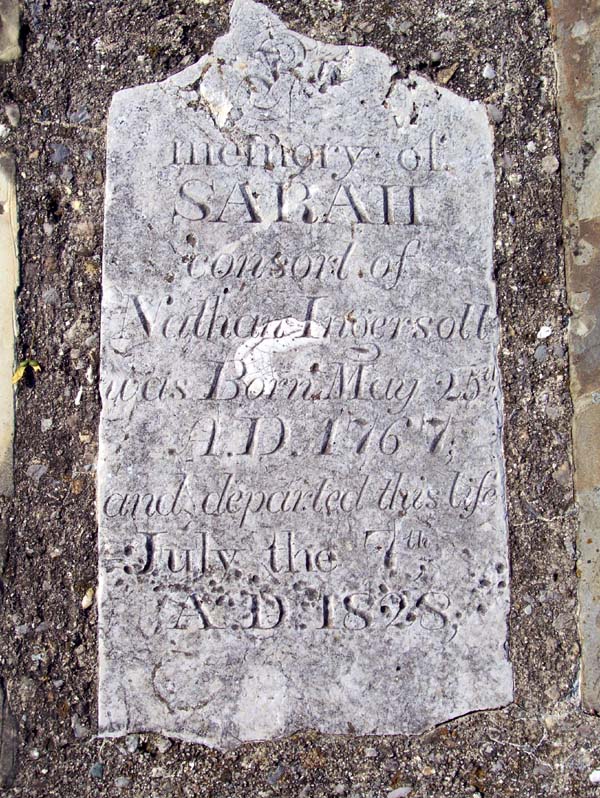 memory of
SARAH
consort of
Nathan Ingersoll
was Born May 25th
A.D. 1767,
and departed this life
July the 7th,
A.D. 1828,